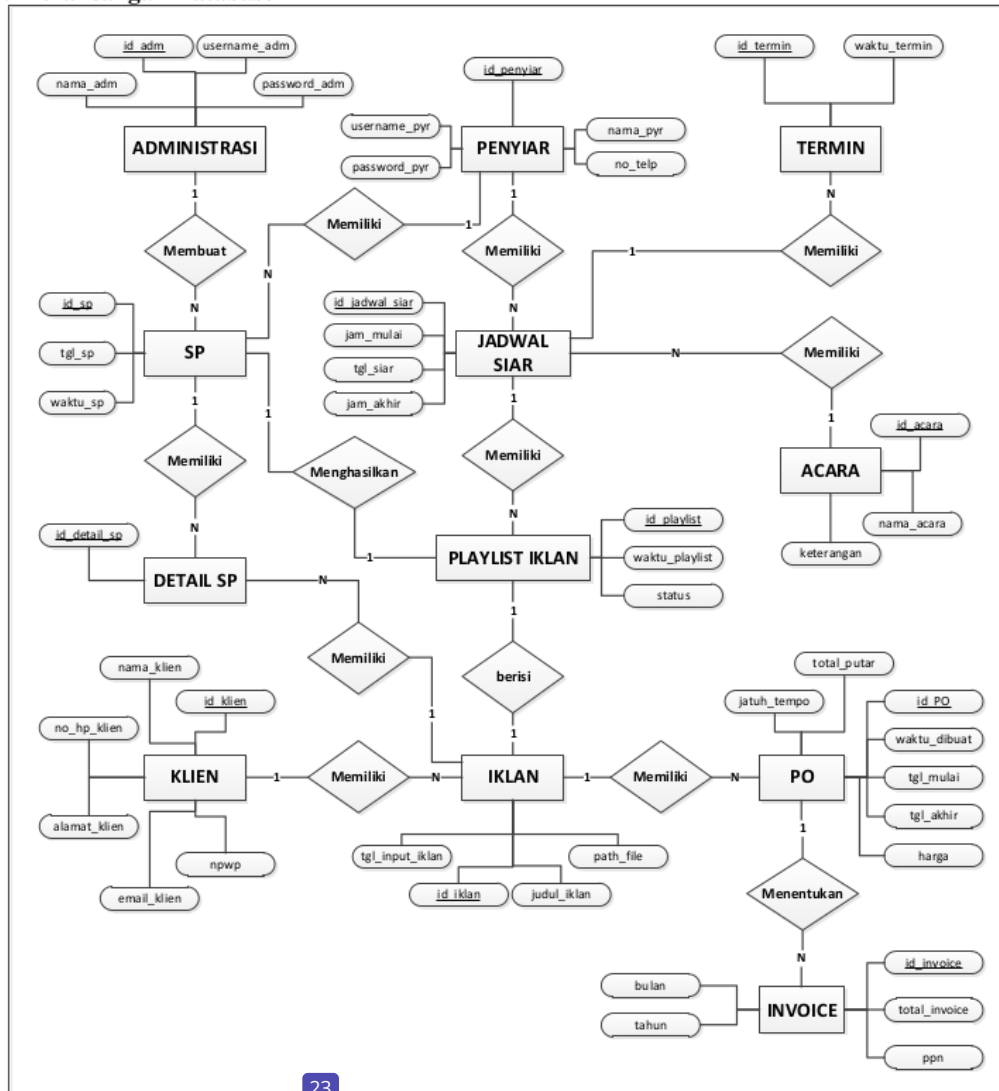 id_adm
username_adm
nama_adm
password_adm
ADMINISTRASI
id_penyiar
username_pyr
nama_pyr
PENYIAR
password_pyr
no_telp
id_termin
waktu_termin
TERMIN
1
1
1
N
Membuat
Memiliki
Memiliki
Memiliki
1
N
N
N
id_sp
tgl_sp
waktu_sp
SP
id_jadwal_siar
jam_mulai
tgl_siar
jam_akhir
JADWAL
SIAR
N
Memiliki
1
1
1
1
Memiliki
Menghasilkan
Memiliki
id_acara
ACARA
nama_acara
keterangan
N
N
1
id_detail_sp
DETAIL SP
N
PLAYLIST IKLAN
id_playlist
waktu_playlist
status
1
Memiliki
berisi
1
1
nama_klien
id_klien
no_hp_klien
KLIEN
alamat_klien
npwp
email_klien
1
Memiliki
N
IKLAN
1
Memiliki
N
PO
tgl_input_iklan
path_file
id_iklan
judul_iklan
total_putar
jatuh_tempo
id_PO
waktu_dibuat
tgl_mulai
tgl_akhir
harga
1
Menentukan
N
bulan
tahun
INVOICE
id_invoice
total_invoice
ppn
23